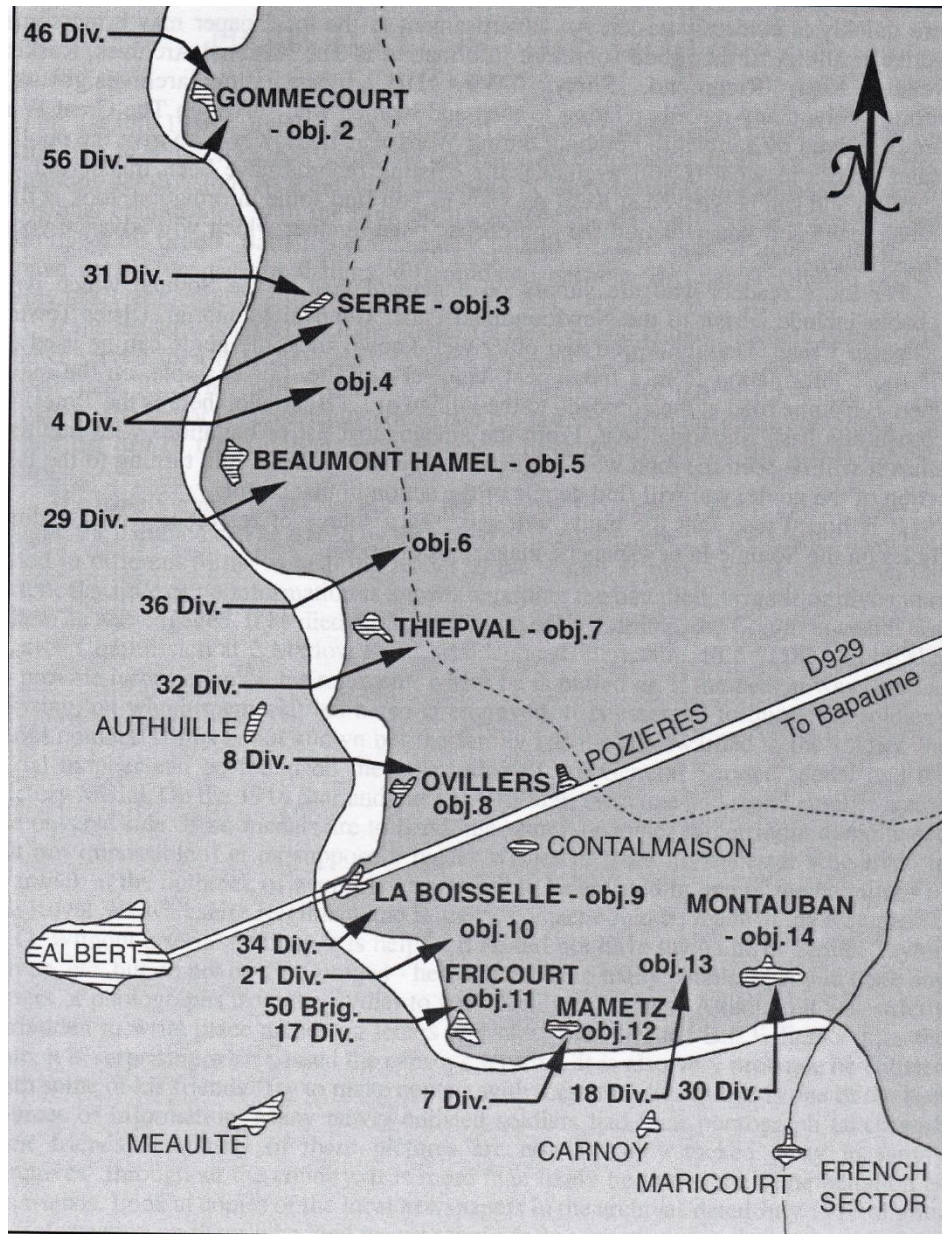 46 Div.
GOMMECOURT
- obj. 2
56 Div.
N
31 Div.
SERRE - obj.3
obj.4
4 Div.
BEAUMONT HAMEL - obj.5
29 Div.
obj.6
36 Div.
THIEPVAL - obj.7
32 Div.
AUTHUILLE
D929
To Bapaume
POZIERES
8 Div.
OVILLERS
obj.8
CONTALMAISON
LA BOISSELLE - obj.9
MONTAUBAN
- obj.14
ALBERT
34 Div.
obj.10
21 Div.
FRICOURT
obj.11
obj.13
50 Brig.
17 Div.
MAMETZ
obj.12
7 Div.
18 Div.
30 Div.
MEAULTE
CARNOY
MARICOURT
FRENCH
SECTOR